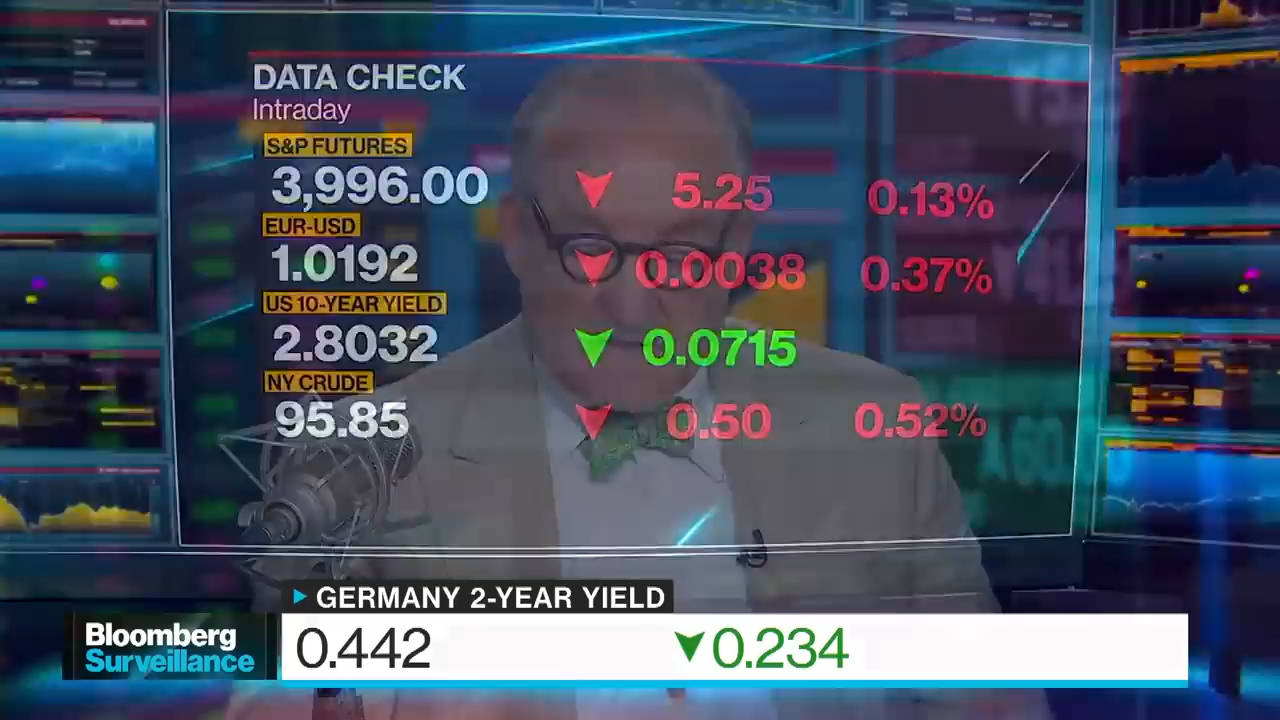 DATA CHECK
Intraday
S&P FUTURES
3,996.00 5.25 0.13%
EUR-USD
1.0192 0.0038 0.37%
US 10-YEAR YIELD
2.8032 0.0715
NY CRUDE
95.85 0.50 0.52%
GERMANY 2-YEAR YIELD
Bloomberg
Surveillance
0.442 0.234